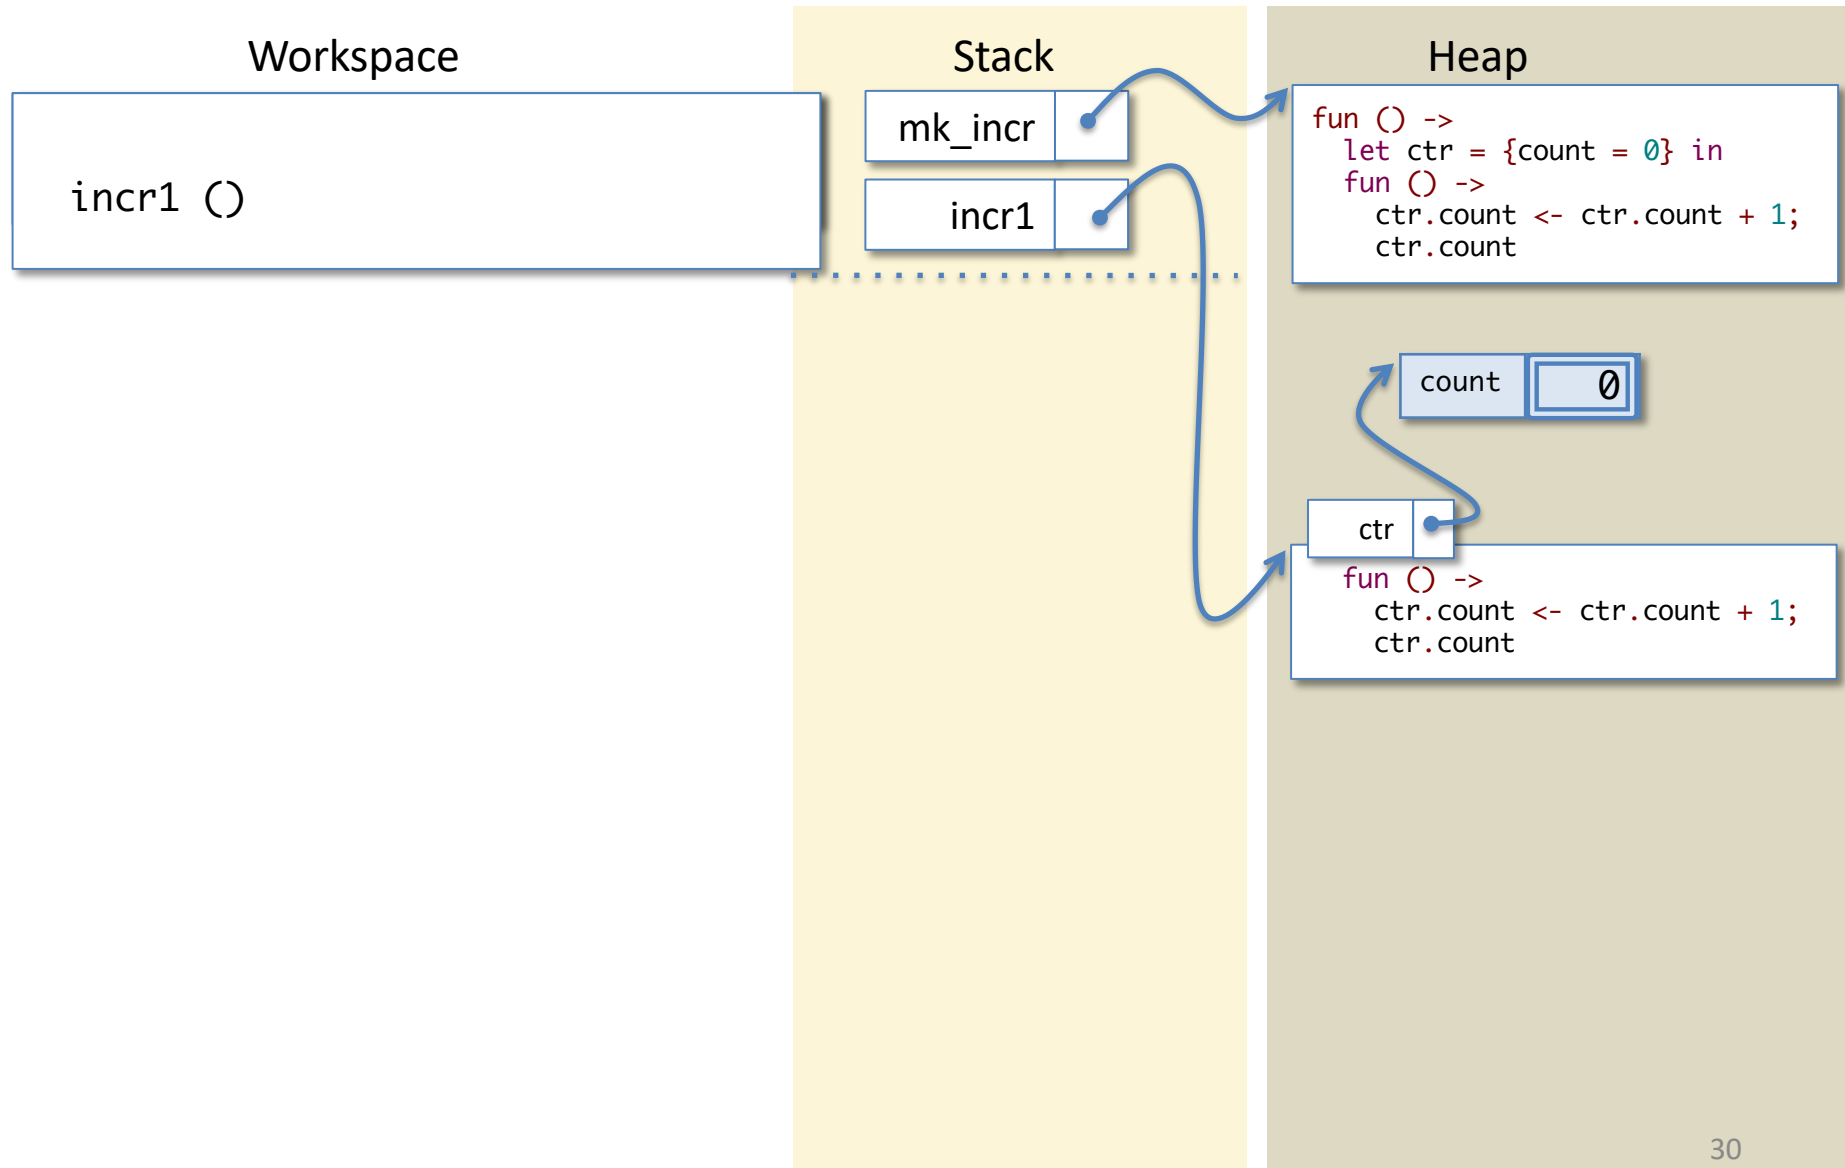 Workspace
Stack
Heap
incr1 ()
mk_incr
incr1
fun () ->
let ctr = {count = 0} in
fun () ->
ctr.count <- ctr.count + 1;
ctr.count
count 0
ctr
fun () ->
ctr.count <- ctr.count + 1;
ctr.count
30